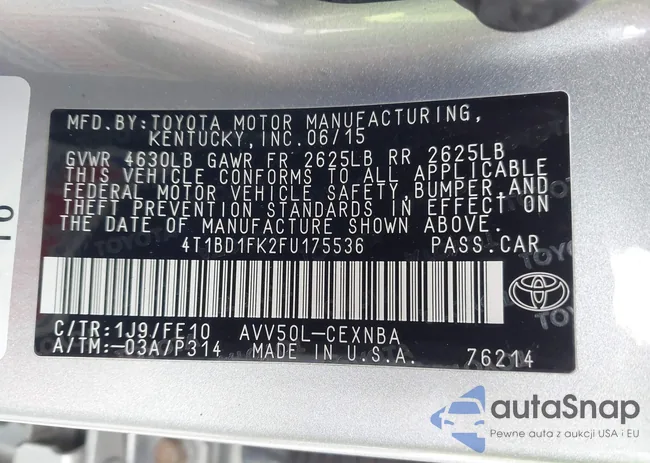 MFD.BY:TOYOTA MOTOR MANUFACTURING,
KENTUCKY,INC.06/15
GVWR 4630LB GAWR FR 2625LB RR 2625LB
THIS VEHICLE CONFORMS TO ALL APPLICABLE
FEDERAL MOTOR VEHICLE SAFETY, BUMPER,AND
THEFT PREVENTION STANDARDS IN EFFECT ON
THE DATE OF MANUFACTURE SHOWN ABOVE.
4T1BD1FK2FU175536 PASS.CAR
C/TR:1J9/FE10 AVV50L-CEXNBA
A/TM:-03A/P314 MADE IN U.S.A. 76214
autaSnap
Pewne auta z aukcji USA i EU